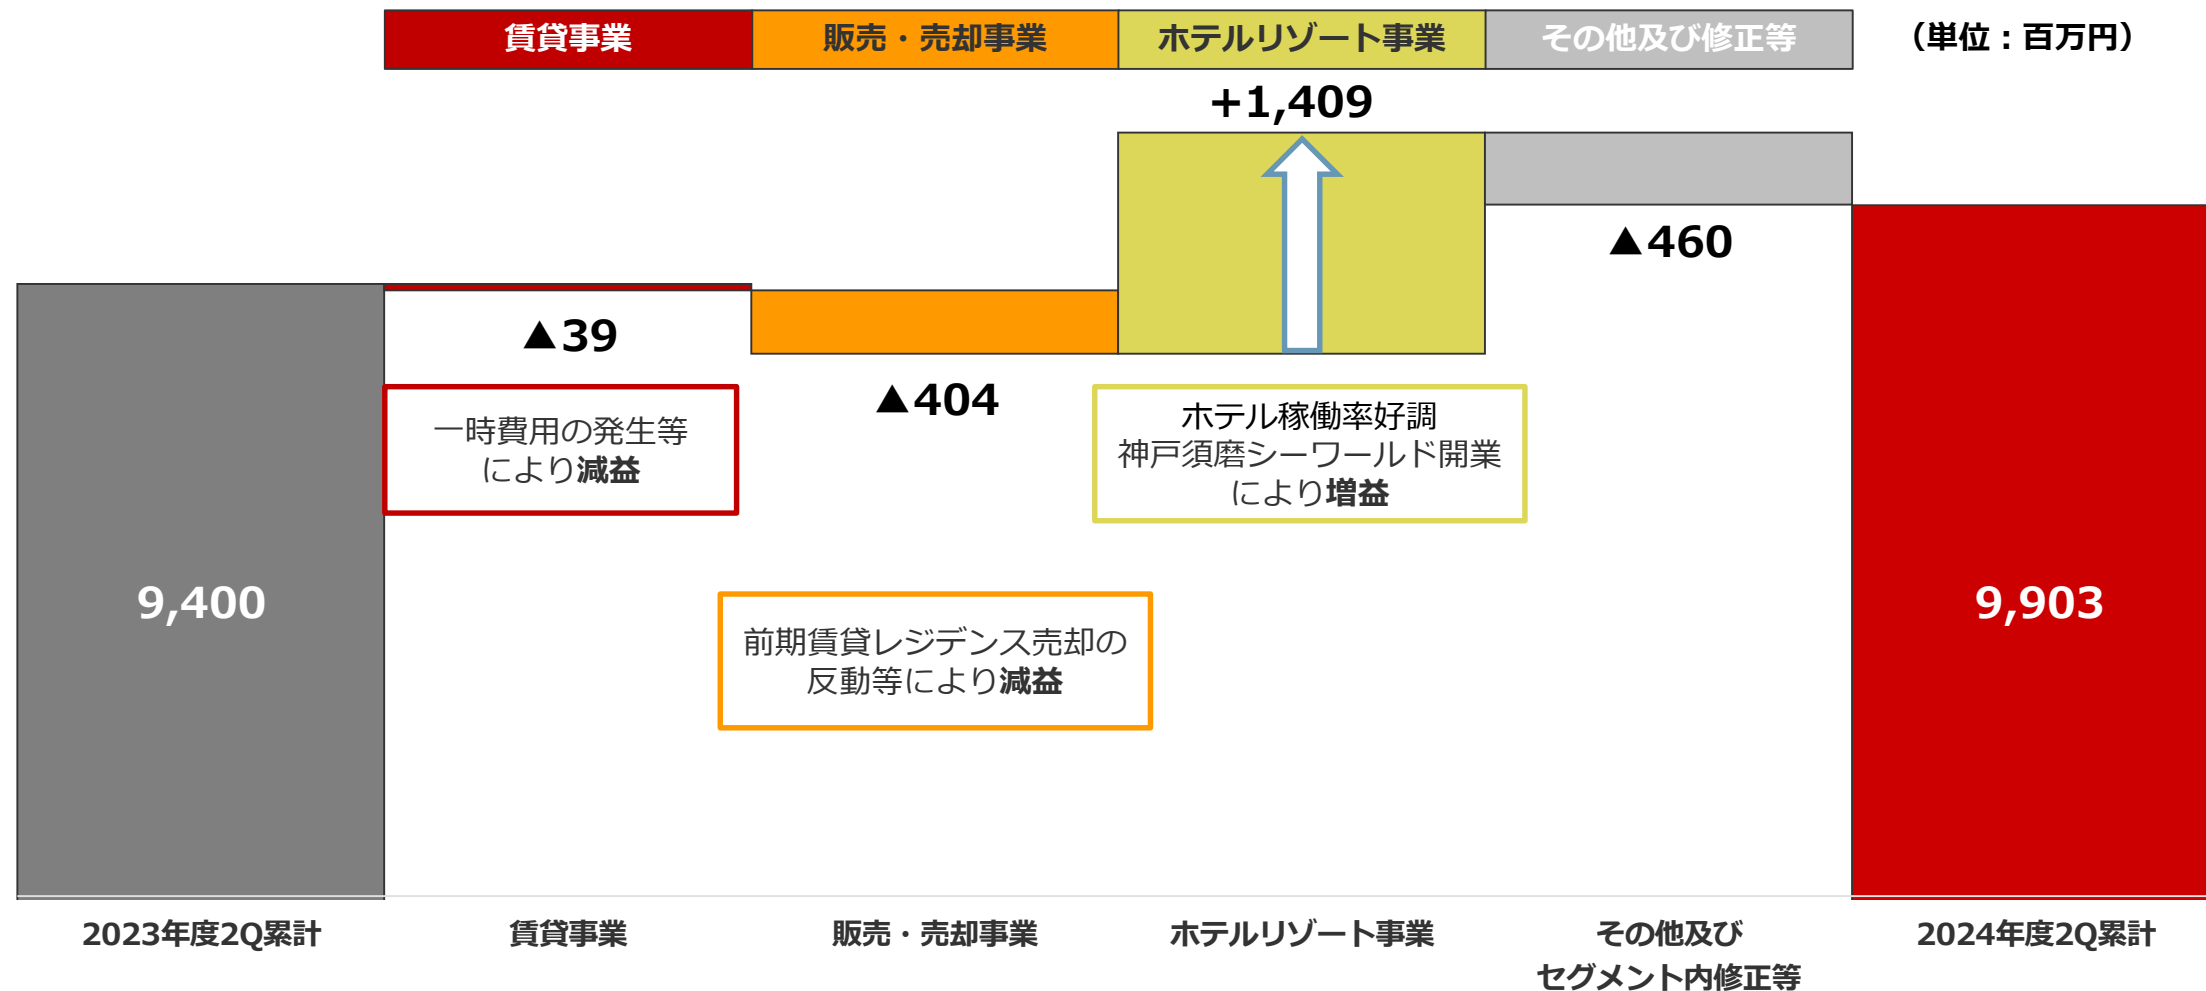 賃貸事業
販売・売却事業
ホテルリゾート事業
その他及び修正等
（単位：百万円）
+1,409
▲460
▲39
▲404
一時費用の発生等
により減益
ホテル稼働率好調
神戸須磨シーワールド開業
により増益
9,400
9,903
前期賃貸レジデンス売却の
反動等により減益
2023年度2Q累計
賃貸事業
販売・売却事業
ホテルリゾート事業
その他及び
セグメント内修正等
2024年度2Q累計